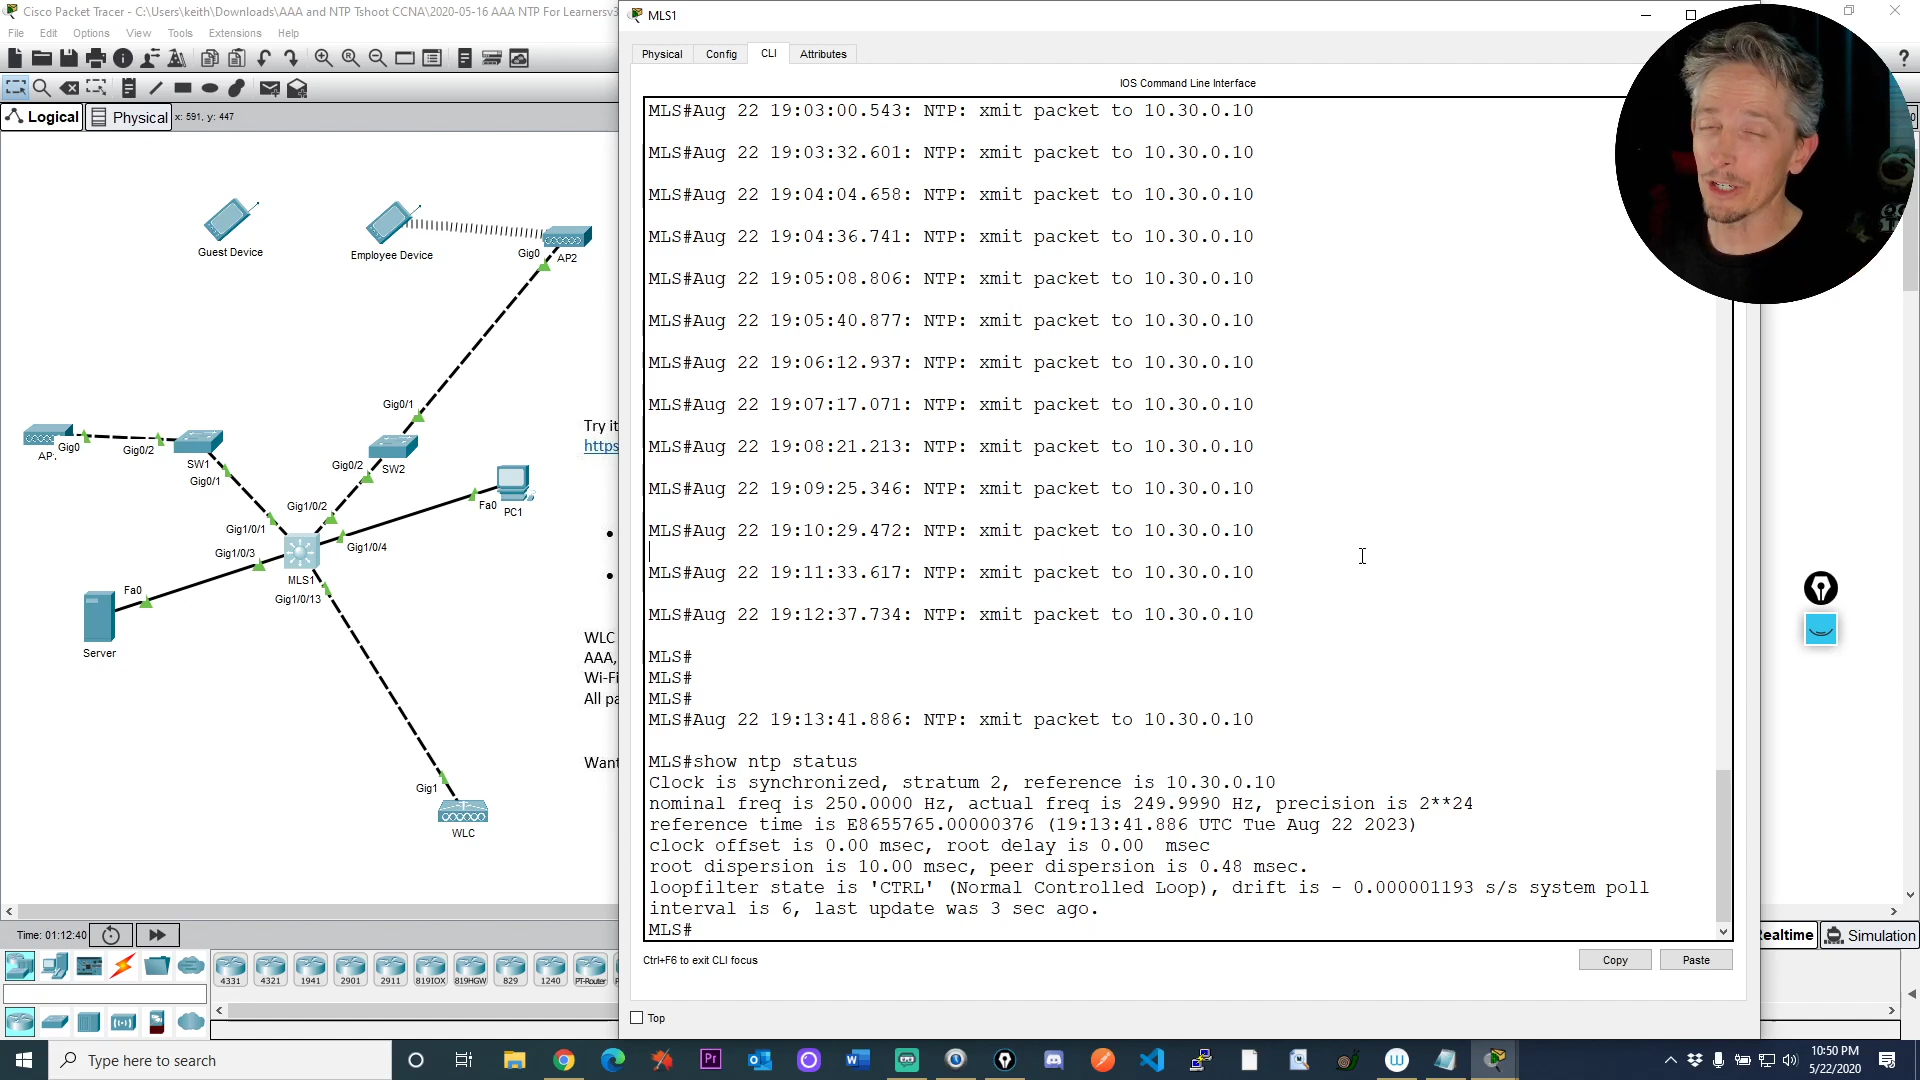 Cisco Packet Tracer - C:\Users\keith\Downloads\AAA and NTP Tshoot CCNA\2020-05-16 AAA NTP For Learnersv3
File Edit Options View Tools Extensions Help
Logical
Physical
x: 591, y: 447
Guest Device
Employee Device
Gig0
AP2
Gig0/1
Gig0
AP
Gig0/2
SW1
Gig0/1
Gig0/2
SW2
Gig1/0/2
Fa0
PC1
Gig1/0/1
Gig1/0/4
Gig1/0/3
MLS1
Gig1/0/13
Fa0
Server
Gig1
WLC
Try it
https
WLC
AAA,
Wi-Fi
All pa
Want
MLS1
Physical Config CLI Attributes
IOS Command Line Interface
MLS#Aug 22 19:03:00.543: NTP: xmit packet to 10.30.0.10
MLS#Aug 22 19:03:32.601: NTP: xmit packet to 10.30.0.10
MLS#Aug 22 19:04:04.658: NTP: xmit packet to 10.30.0.10
MLS#Aug 22 19:04:36.741: NTP: xmit packet to 10.30.0.10
MLS#Aug 22 19:05:08.806: NTP: xmit packet to 10.30.0.10
MLS#Aug 22 19:05:40.877: NTP: xmit packet to 10.30.0.10
MLS#Aug 22 19:06:12.937: NTP: xmit packet to 10.30.0.10
MLS#Aug 22 19:07:17.071: NTP: xmit packet to 10.30.0.10
MLS#Aug 22 19:08:21.213: NTP: xmit packet to 10.30.0.10
MLS#Aug 22 19:09:25.346: NTP: xmit packet to 10.30.0.10
MLS#Aug 22 19:10:29.472: NTP: xmit packet to 10.30.0.10
MLS#Aug 22 19:11:33.617: NTP: xmit packet to 10.30.0.10
MLS#Aug 22 19:12:37.734: NTP: xmit packet to 10.30.0.10
MLS#
MLS#
MLS#
MLS#Aug 22 19:13:41.886: NTP: xmit packet to 10.30.0.10
MLS#show ntp status
Clock is synchronized, stratum 2, reference is 10.30.0.10
nominal freq is 250.0000 Hz, actual freq is 249.9990 Hz, precision is 2**24
reference time is E8655765.00000376 (19:13:41.886 UTC Tue Aug 22 2023)
clock offset is 0.00 msec, root delay is 0.00  msec
root dispersion is 10.00 msec, peer dispersion is 0.48 msec.
loopfilter state is 'CTRL' (Normal Controlled Loop), drift is - 0.000001193 s/s system poll
interval is 6, last update was 3 sec ago.
MLS#
Ctrl+F6 to exit CLI focus
Copy
Paste
Top
Time: 01:12:40
ealtime
Simulation
4331 4321 1941 2901 2911 819IOX 819HGW 829 1240 PT-Router
Type here to search
10:50 PM
5/22/2020